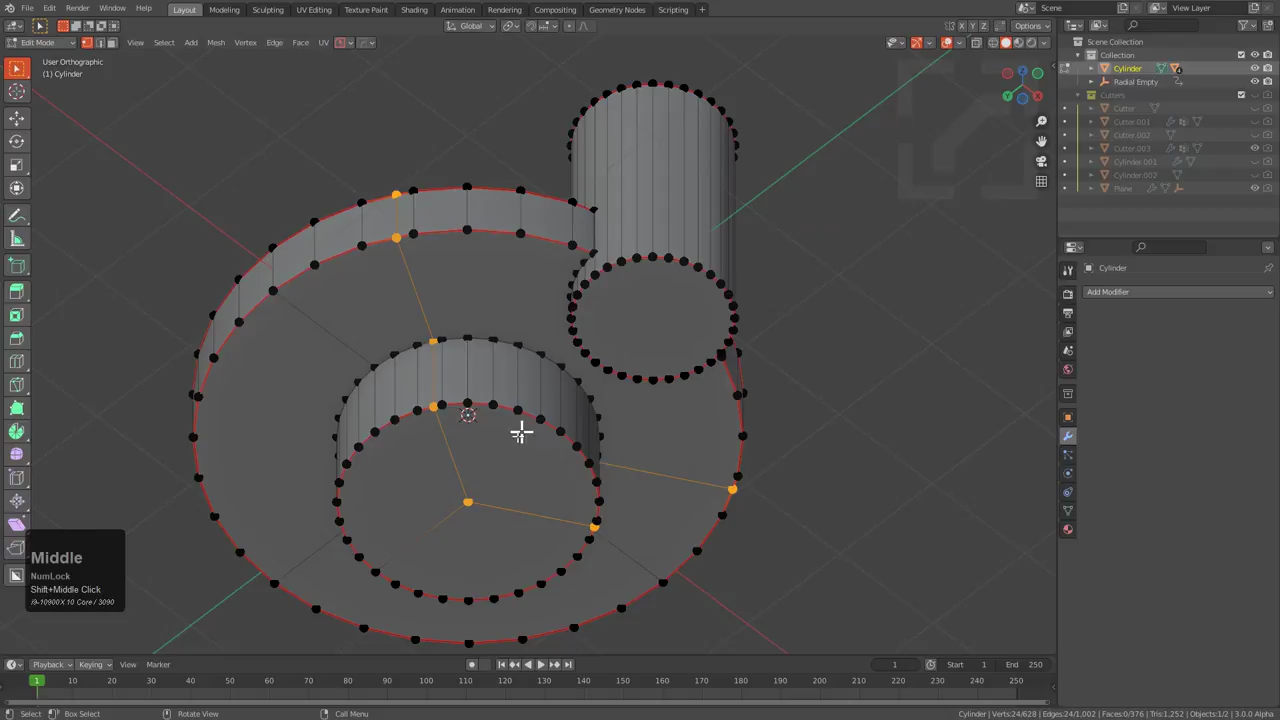 File Edit Render Window Help Layout Modeling Sculpting UV Editing Texture Paint Shading Animation Rendering Compositing Geometry Nodes Scripting + Scene View Layer
Global X Y Z Options
Edit Mode View Select Add Mesh Vertex Edge Face UV
User Orthographic
(1) Cylinder
Z
Y X
Scene Collection
Collection
Cylinder
Radial Empty
Cutters
Cutter
Cutter.001
Cutter.002
Cutter.003
Cylinder.001
Cylinder.002
Plane
Cylinder
Add Modifier
Middle
NumLock
Shift+Middle Click
i9-10900X 10 Core / 3090
Playback Keying View Marker 1 Start 1 End 250
1 10 20 30 40 50 60 70 80 90 100 110 120 130 140 150 160 170 180 190 200 210 220 230 240 250
Select Box Select Rotate View Call Menu Cylinder | Verts:24/628 | Edges:24/1,002 | Faces:0/376 | Tris:1,252 | Objects:1/2 | 3.0.0 Alpha